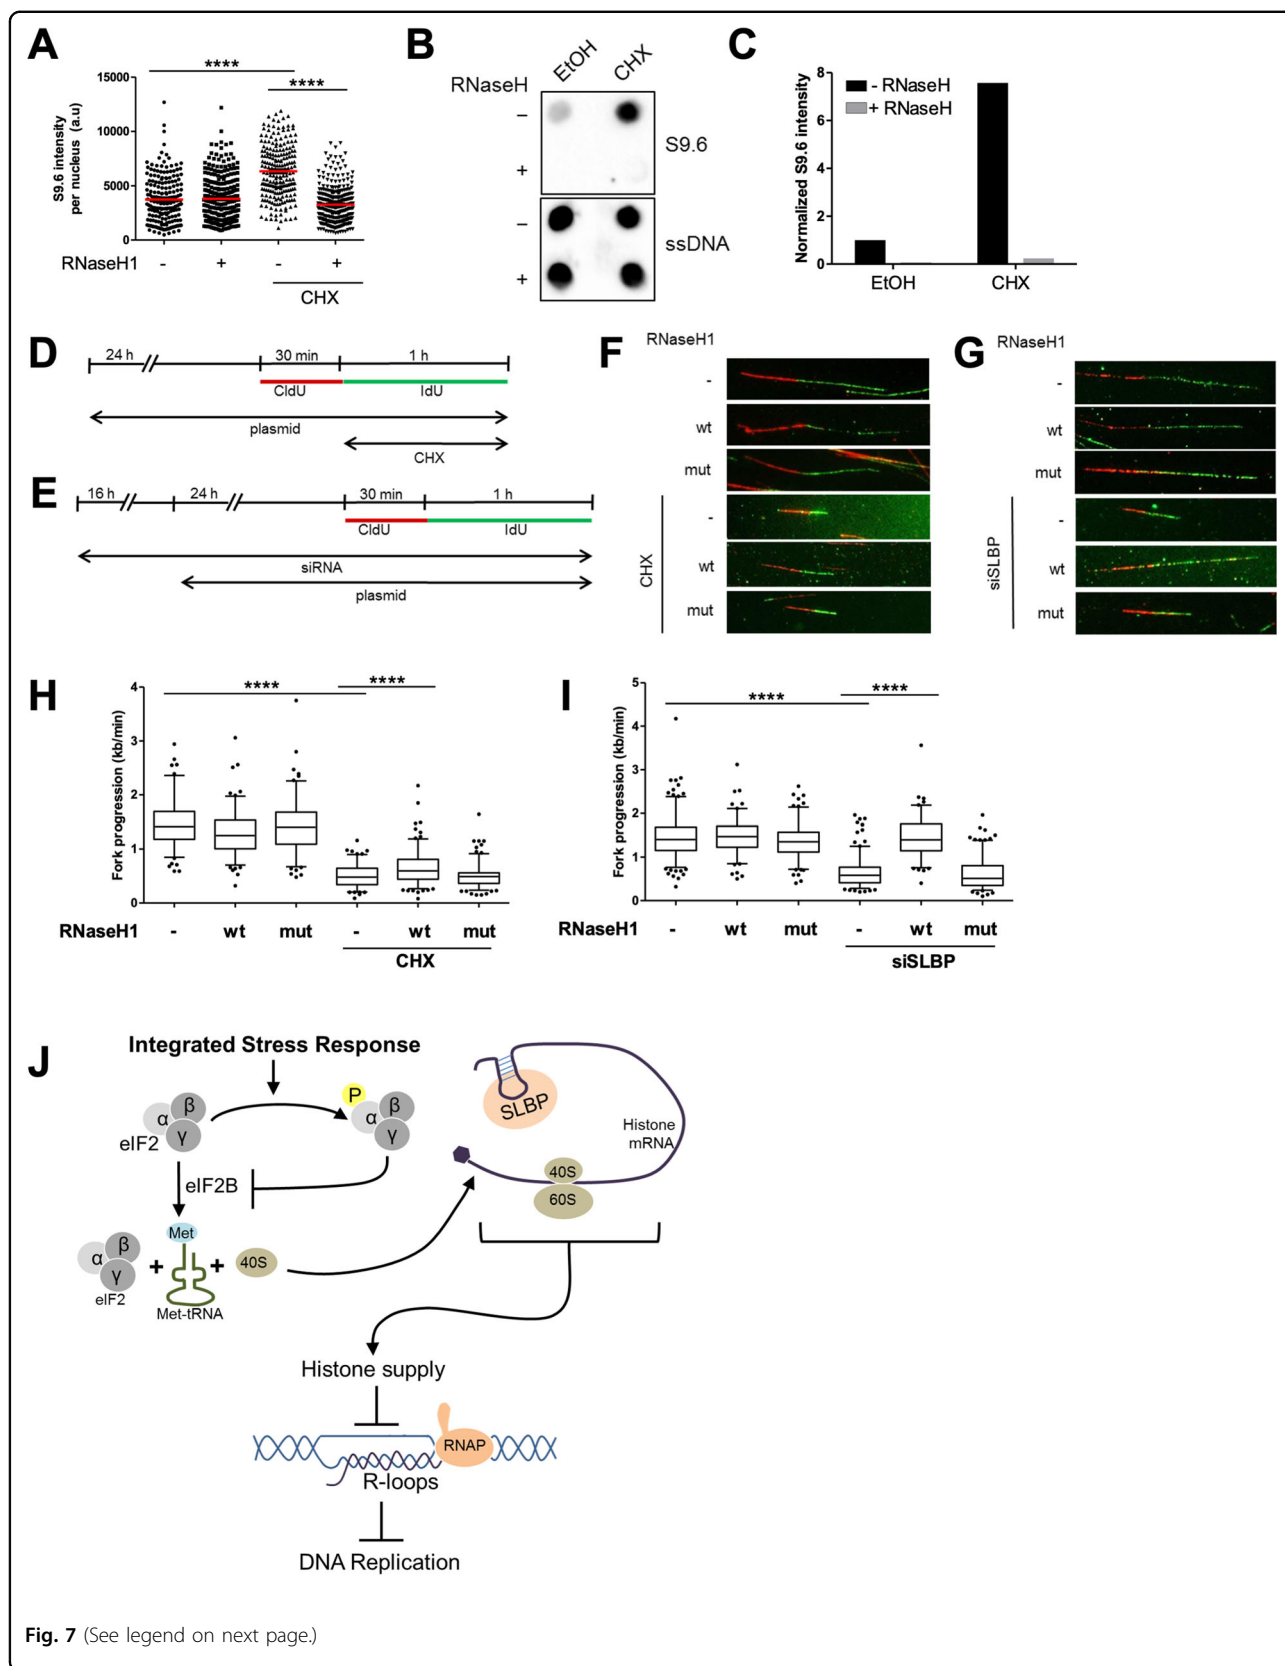 A
B
C
****
****
S9.6 intensity
per nucleus (a.u)
15000
10000
5000
0
RNaseH1
-
+
-
+
CHX
RNaseH
EtOH
CHX
–
+
S9.6
–
+
ssDNA
Normalized S9.6 intensity
8
6
4
2
0
- RNaseH
+ RNaseH
EtOH
CHX
D
24 h
30 min
1 h
CldU
IdU
plasmid
CHX
E
16 h
24 h
30 min
1 h
CldU
IdU
siRNA
plasmid
F
RNaseH1
-
wt
mut
CHX
-
wt
mut
G
RNaseH1
-
wt
mut
siSLBP
-
wt
mut
H
Fork progression (kb/min)
4
3
2
1
0
****
****
RNaseH1
-
wt
mut
-
wt
mut
CHX
I
Fork progression (kb/min)
5
4
3
2
1
0
****
****
RNaseH1
-
wt
mut
-
wt
mut
siSLBP
J
Integrated Stress Response
α
β
γ
eIF2
P
α
β
γ
eIF2B
α
β
γ
eIF2
+
Met
Met-tRNA
+
40S
SLBP
Histone
mRNA
40S
60S
Histone supply
RNAP
R-loops
DNA Replication
Fig. 7 (See legend on next page.)